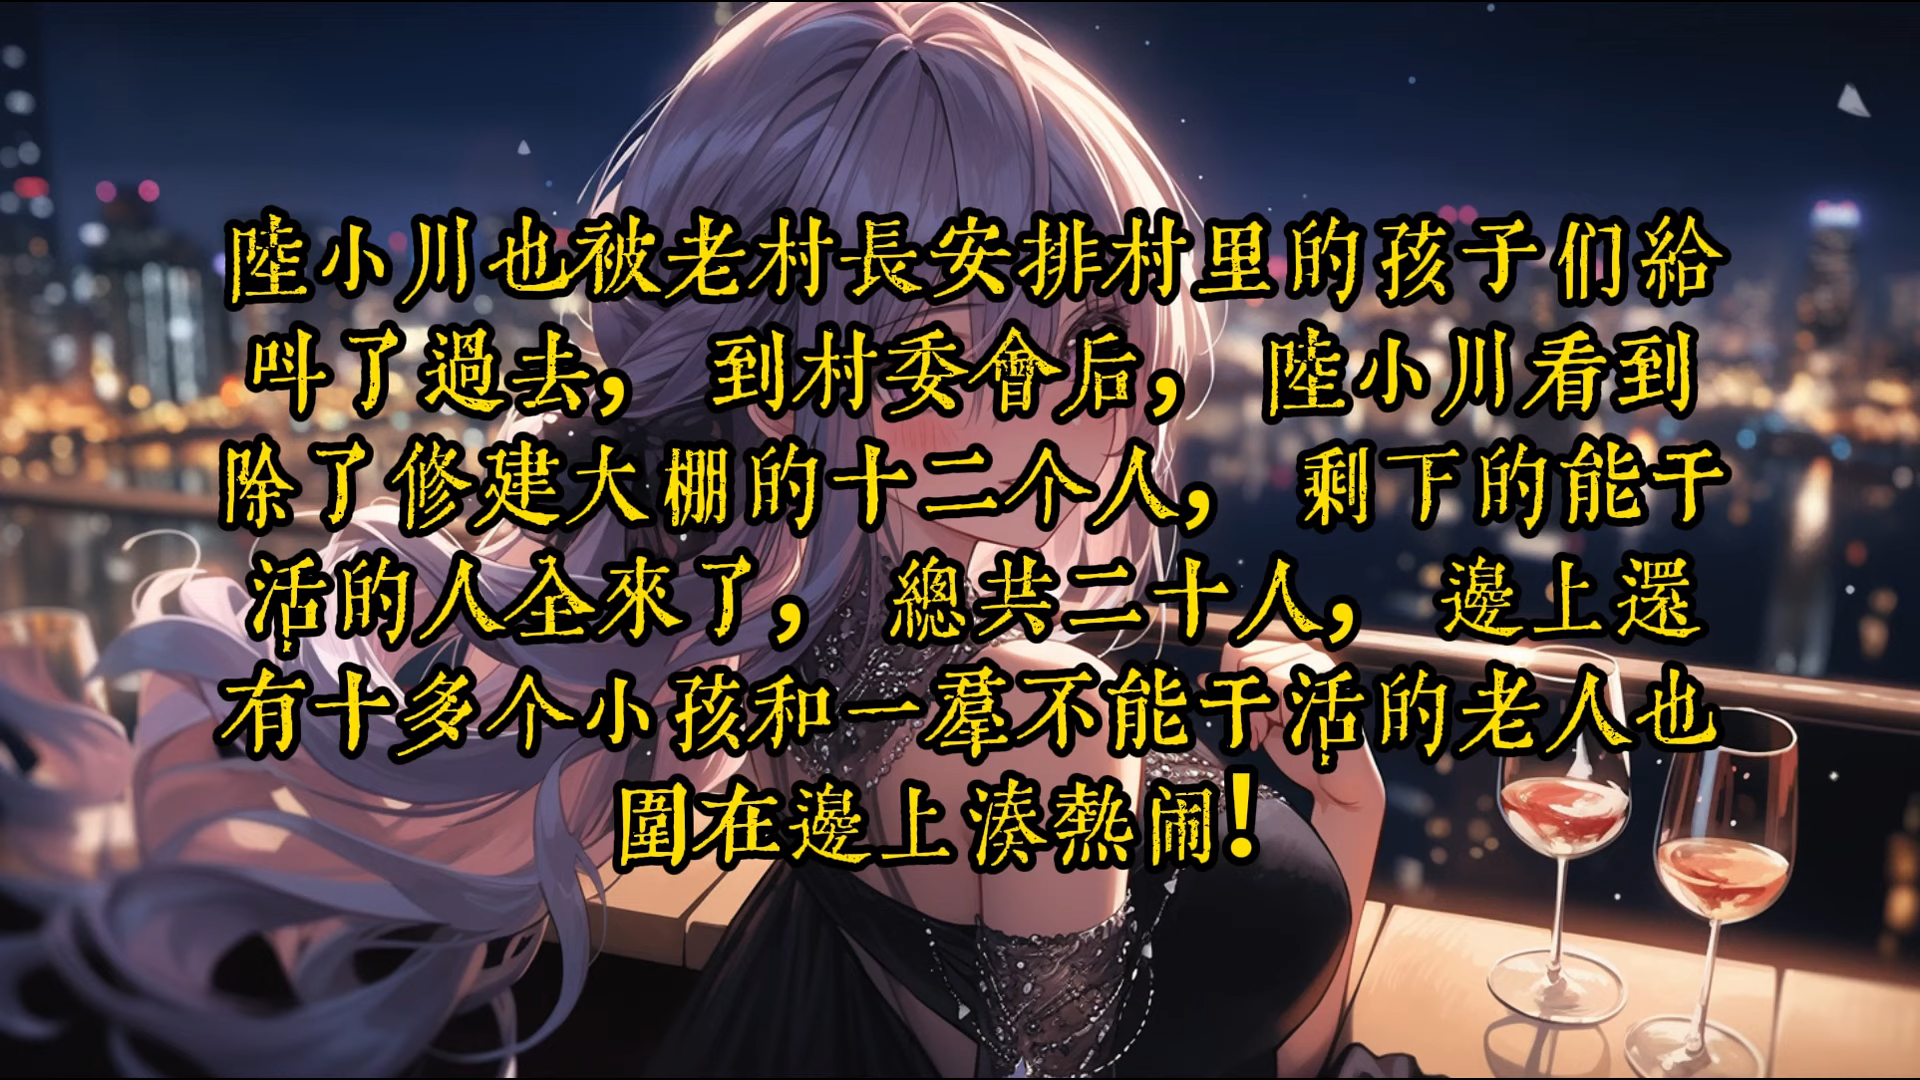 陸小川也被老村長安排村里的孩子们給
叫了過去， 到村委會后， 陸小川看到
除了修建大棚的十二个人， 剩下的能干
活的人全來了， 總共二十人， 邊上還
有十多个小孩和一羣不能干活的老人也
圍在邊上湊熱闹！